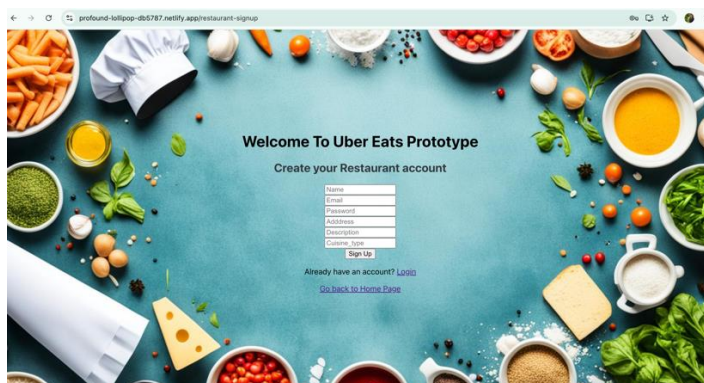 profound-lollipop-db5787.netlify.app/restaurant-signup
Welcome To Uber Eats Prototype
Create your Restaurant account
Name
Email
Password
Adddress
Description
Cuisine_type
Sign Up
Already have an account? Login
Go back to Home Page